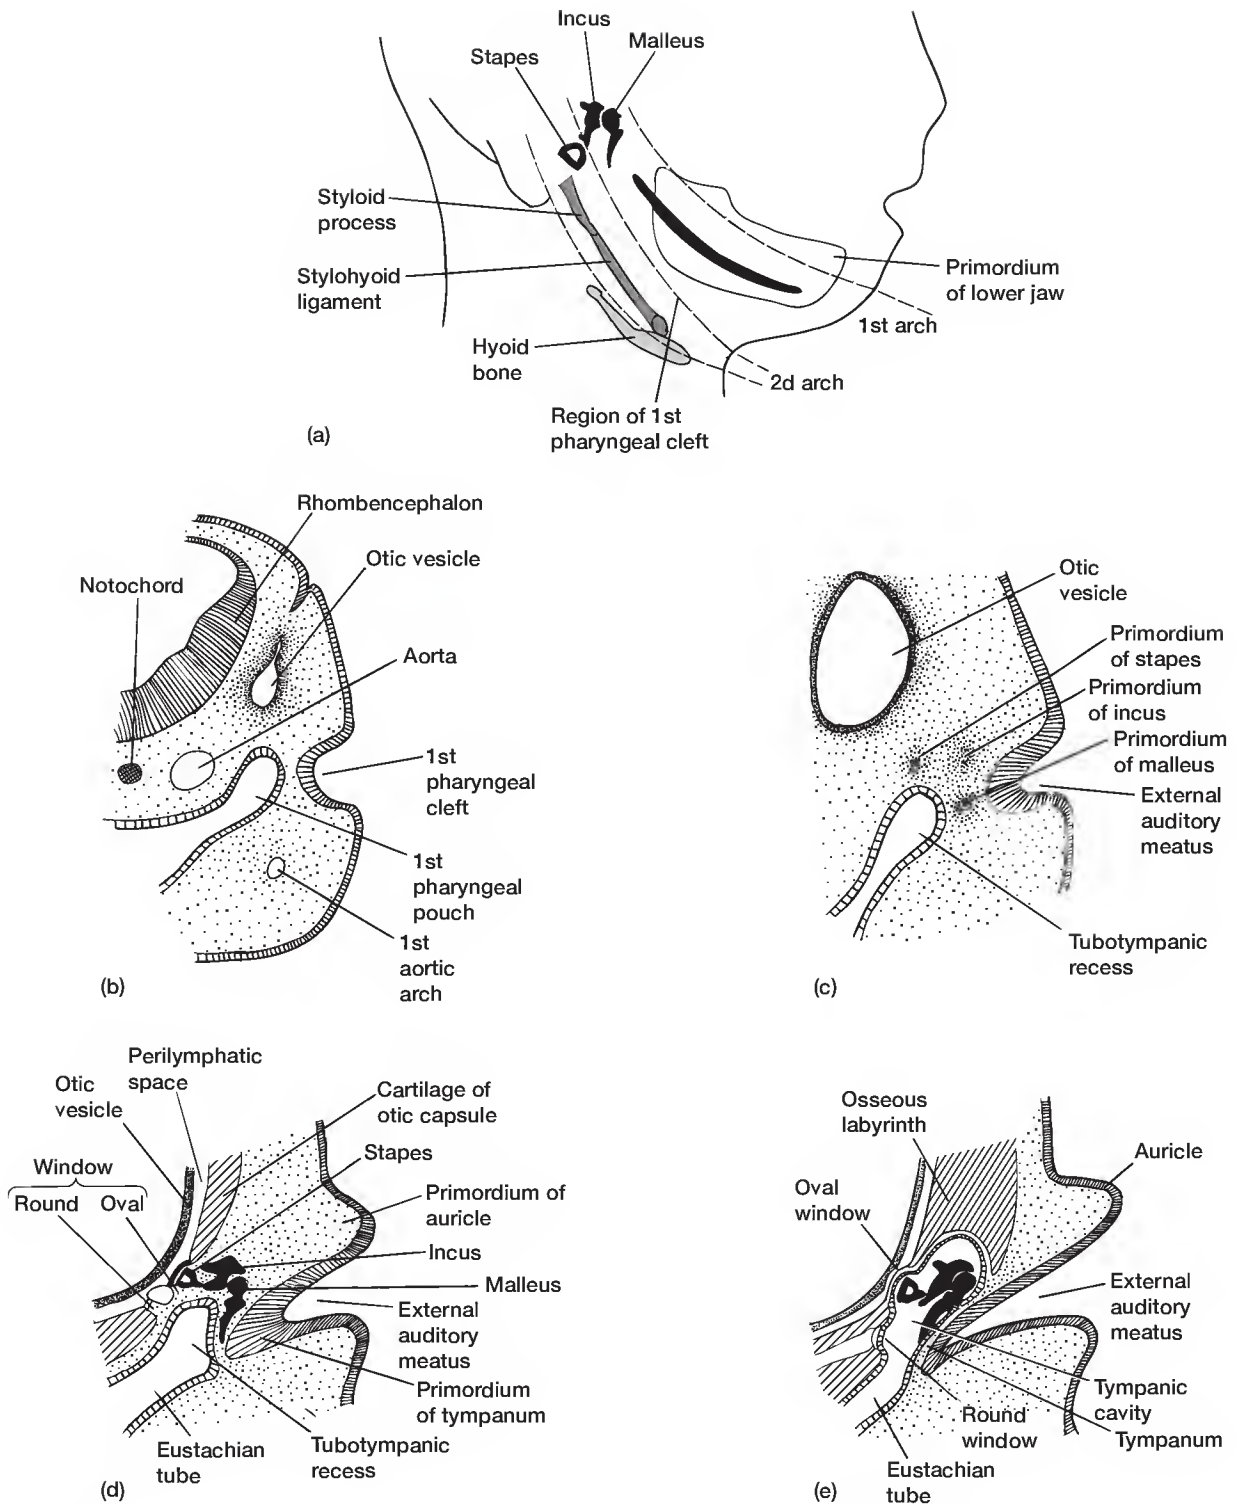 Incus
Malleus
Stapes
Styloid
process
Stylohyoid
ligament
Hyoid
bone
Primordium
of lower jaw
1st arch
2d arch
Region of 1st
pharyngeal cleft
(a)
Rhombencephalon
Otic vesicle
Notochord
Aorta
1st
pharyngeal
cleft
1st
pharyngeal
pouch
1st
aortic
arch
(b)
Otic
vesicle
Primordium
of stapes
Primordium
of incus
Primordium
of malleus
External
auditory
meatus
Tubotympanic
recess
(c)
Perilymphatic
space
Otic
vesicle
Window
Round Oval
Cartilage of
otic capsule
Stapes
Primordium of
auricle
Incus
Malleus
External
auditory
meatus
Primordium
of tympanum
Tubotympanic
recess
Eustachian
tube
(d)
Osseous
labyrinth
Auricle
Oval
window
External
auditory
meatus
Tympanic
cavity
Tympanum
Round
window
Eustachian
tube
(e)